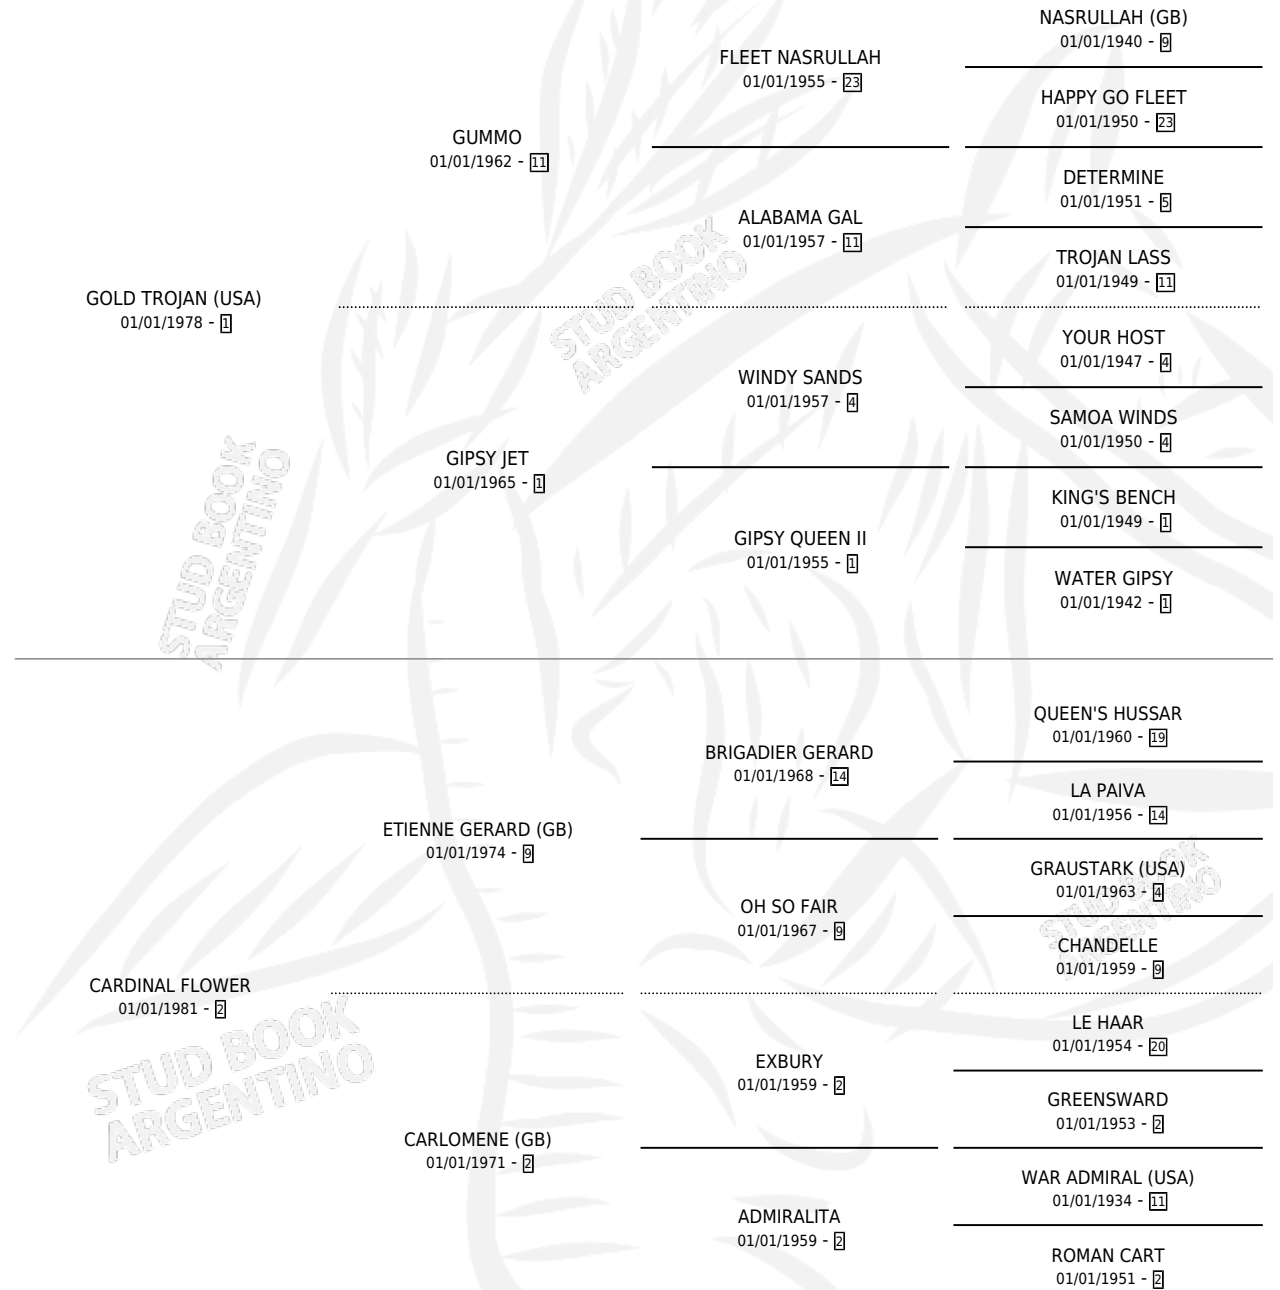 NASRULLAH (GB)
01/01/1940 - 9
FLEET NASRULLAH
01/01/1955 - 23
HAPPY GO FLEET
01/01/1950 - 23
GUMMO
01/01/1962 - 11
DETERMINE
01/01/1951 - 5
ALABAMA GAL
01/01/1957 - 11
TROJAN LASS
01/01/1949 - 11
GOLD TROJAN (USA)
01/01/1978 - 1
YOUR HOST
01/01/1947 - 4
WINDY SANDS
01/01/1957 - 4
SAMOA WINDS
01/01/1950 - 4
GIPSY JET
01/01/1965 - 1
KING'S BENCH
01/01/1949 - 1
GIPSY QUEEN II
01/01/1955 - 1
WATER GIPSY
01/01/1942 - 1
QUEEN'S HUSSAR
01/01/1960 - 19
BRIGADIER GERARD
01/01/1968 - 14
LA PAIVA
01/01/1956 - 14
ETIENNE GERARD (GB)
01/01/1974 - 9
GRAUSTARK (USA)
01/01/1963 - 4
OH SO FAIR
01/01/1967 - 9
CHANDELLE
01/01/1959 - 9
CARDINAL FLOWER
01/01/1981 - 2
LE HAAR
01/01/1954 - 20
EXBURY
01/01/1959 - 2
GREENSWARD
01/01/1953 - 2
CARLOMENE (GB)
01/01/1971 - 2
WAR ADMIRAL (USA)
01/01/1934 - 11
ADMIRALITA
01/01/1959 - 2
ROMAN CART
01/01/1951 - 2
STUD BOOK
ARGENTINO
STUD BOOK
ARGENTINO
STUD BOOK
ARGENTINO
STUD BOOK
ARGENTINO